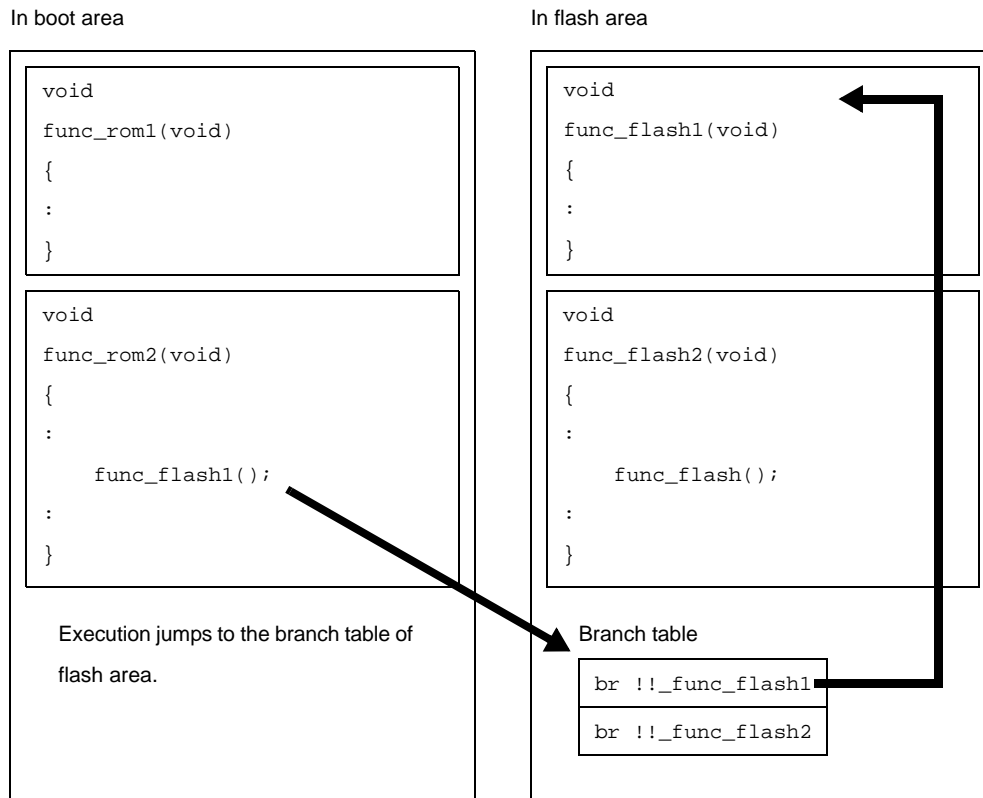 In boot area
void
func_rom1(void)
{
:
}
void
func_rom2(void)
{
:
func_flash1();
:
}
Execution jumps to the branch table of
flash area.
In flash area
void
func_flash1(void)
{
:
}
void
func_flash2(void)
{
:
func_flash();
:
}
Branch table
br !!_func_flash1
br !!_func_flash2